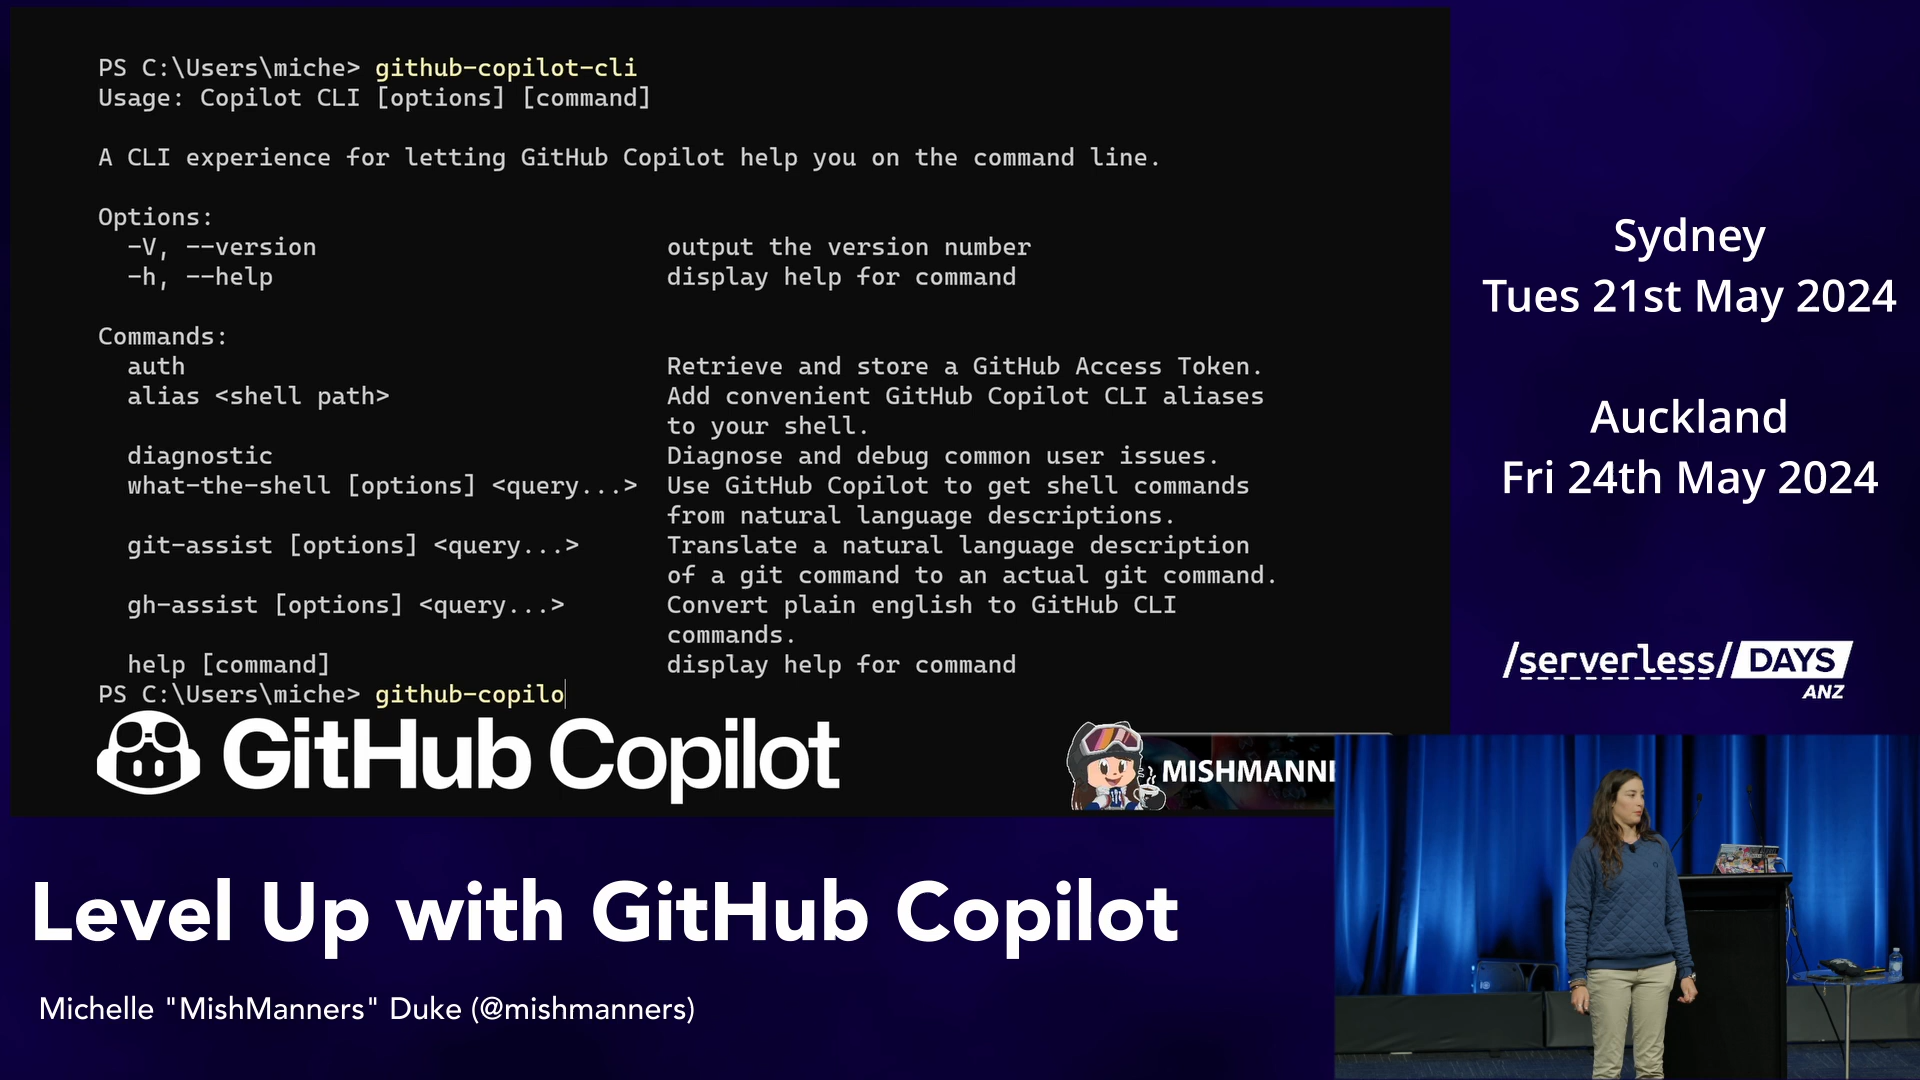 PS C:\Users\miche> github-copilot-cli
Usage: Copilot CLI [options] [command]
A CLI experience for letting GitHub Copilot help you on the command line.
Options:
-V, --version output the version number
-h, --help display help for command
Commands:
auth Retrieve and store a GitHub Access Token.
alias <shell path> Add convenient GitHub Copilot CLI aliases
to your shell.
diagnostic Diagnose and debug common user issues.
what-the-shell [options] <query...> Use GitHub Copilot to get shell commands
from natural language descriptions.
git-assist [options] <query...> Translate a natural language description
of a git command to an actual git command.
gh-assist [options] <query...> Convert plain english to GitHub CLI
commands.
help [command] display help for command
PS C:\Users\miche> github-copilo
GitHub Copilot
MISHMANNE
Sydney
Tues 21st May 2024
Auckland
Fri 24th May 2024
/serverless/DAYS
ANZ
Level Up with GitHub Copilot
Michelle "MishManners" Duke (@mishmanners)